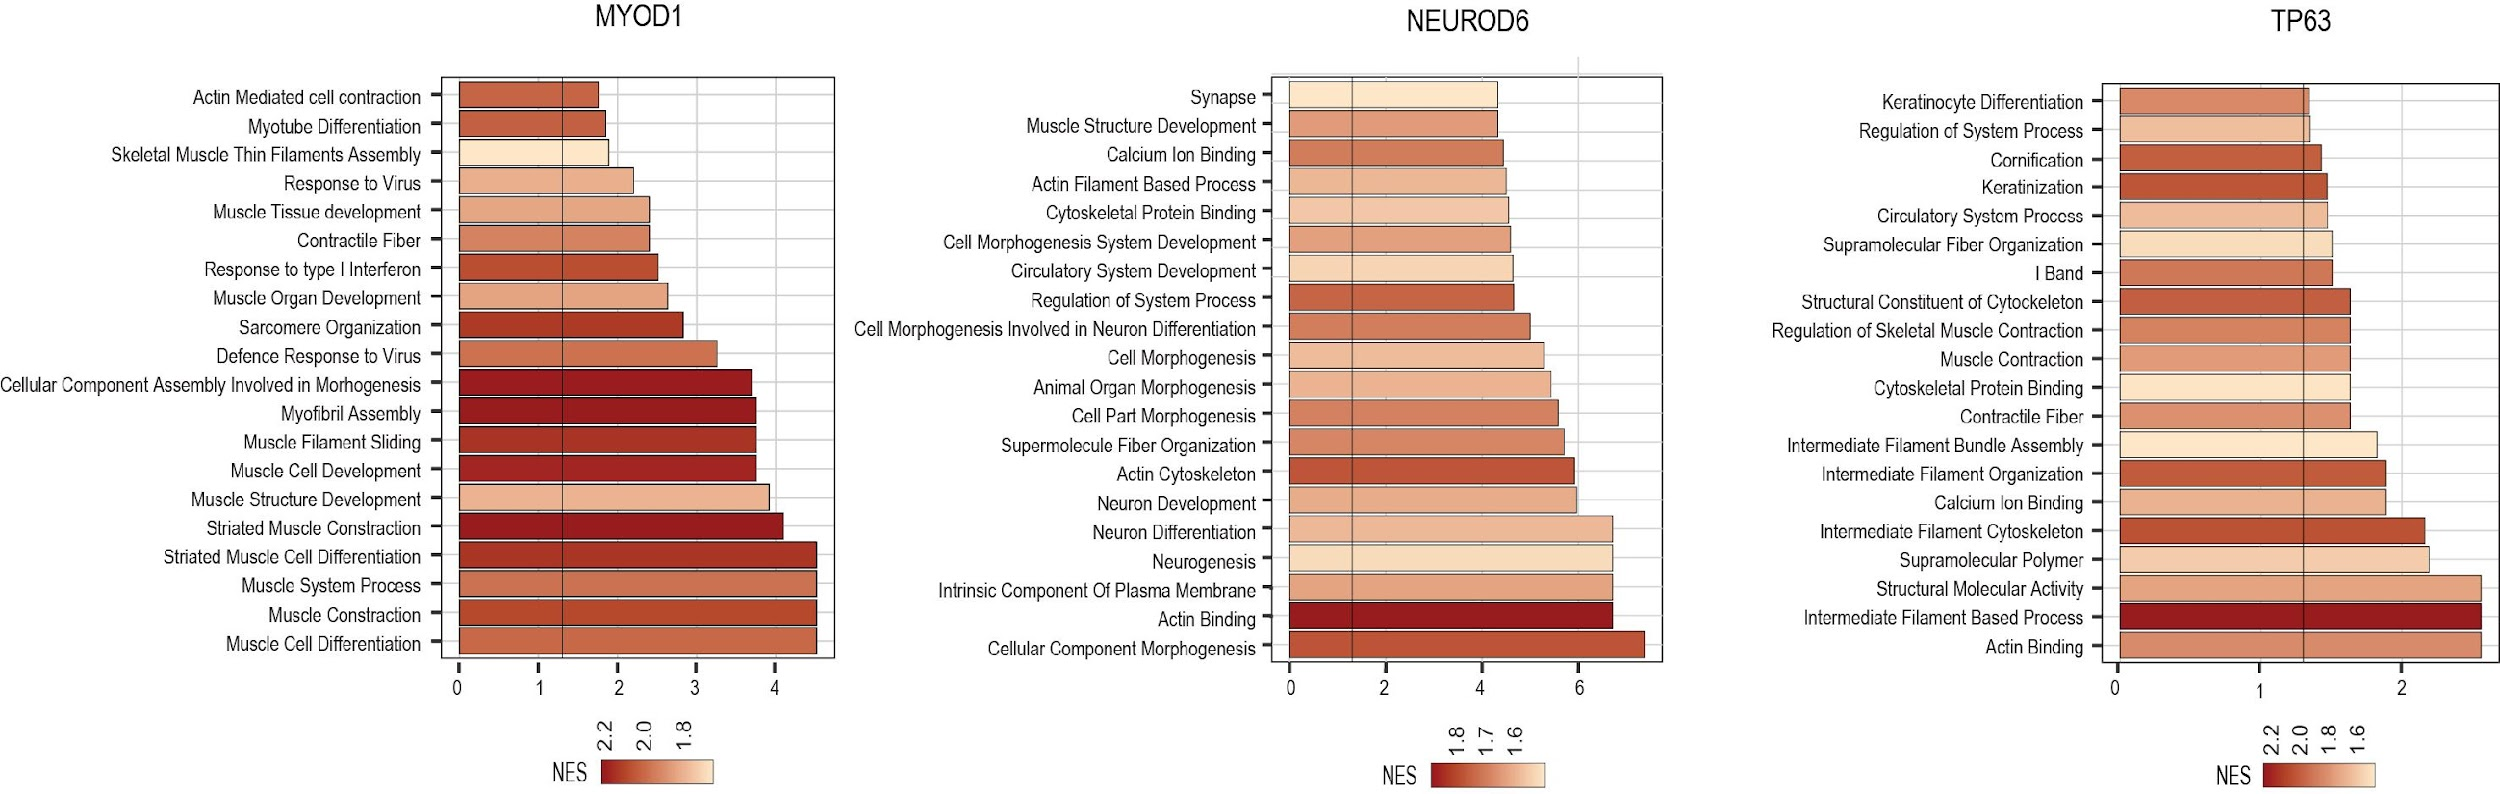 MYOD1
Actin Mediated cell contraction
Myotube Differentiation
Skeletal Muscle Thin Filaments Assembly
Response to Virus
Muscle Tissue development
Contractile Fiber
Response to type I Interferon
Muscle Organ Development
Sarcomere Organization
Defence Response to Virus
Cellular Component Assembly Involved in Morhogenesis
Myofibril Assembly
Muscle Filament Sliding
Muscle Cell Development
Muscle Structure Development
Striated Muscle Constraction
Striated Muscle Cell Differentiation
Muscle System Process
Muscle Constraction
Muscle Cell Differentiation
0 1 2 3 4
2.2 2.0 1.8
NES
NEUROD6
Synapse
Muscle Structure Development
Calcium Ion Binding
Actin Filament Based Process
Cytoskeletal Protein Binding
Cell Morphogenesis System Development
Circulatory System Development
Regulation of System Process
Cell Morphogenesis Involved in Neuron Differentiation
Cell Morphogenesis
Animal Organ Morphogenesis
Cell Part Morphogenesis
Supermolecule Fiber Organization
Actin Cytoskeleton
Neuron Development
Neuron Differentiation
Neurogenesis
Intrinsic Component Of Plasma Membrane
Actin Binding
Cellular Component Morphogenesis
0 2 4 6
1.8 1.7 1.6
NES
TP63
Keratinocyte Differentiation
Regulation of System Process
Cornification
Keratinization
Circulatory System Process
Supramolecular Fiber Organization
I Band
Structural Constituent of Cytockeleton
Regulation of Skeletal Muscle Contraction
Muscle Contraction
Cytoskeletal Protein Binding
Contractile Fiber
Intermediate Filament Bundle Assembly
Intermediate Filament Organization
Calcium Ion Binding
Intermediate Filament Cytoskeleton
Supramolecular Polymer
Structural Molecular Activity
Intermediate Filament Based Process
Actin Binding
0 1 2
2.2 2.0 1.8 1.6
NES